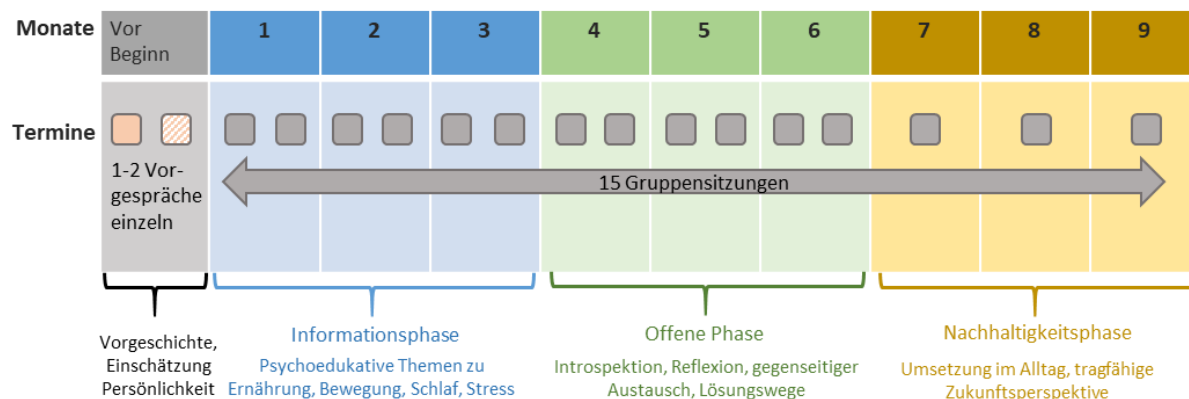 Monate
Vor
Beginn
1
2
3
4
5
6
7
8
9
Termine
1-2 Vor-
gespräche
einzeln
15 Gruppensitzungen
Vorgeschichte,
Einschätzung
Persönlichkeit
Informationsphase
Psychoedukative Themen zu
Ernährung, Bewegung, Schlaf, Stress
Offene Phase
Introspektion, Reflexion, gegenseitiger
Austausch, Lösungswege
Nachhaltigkeitsphase
Umsetzung im Alltag, tragfähige
Zukunftsperspektive